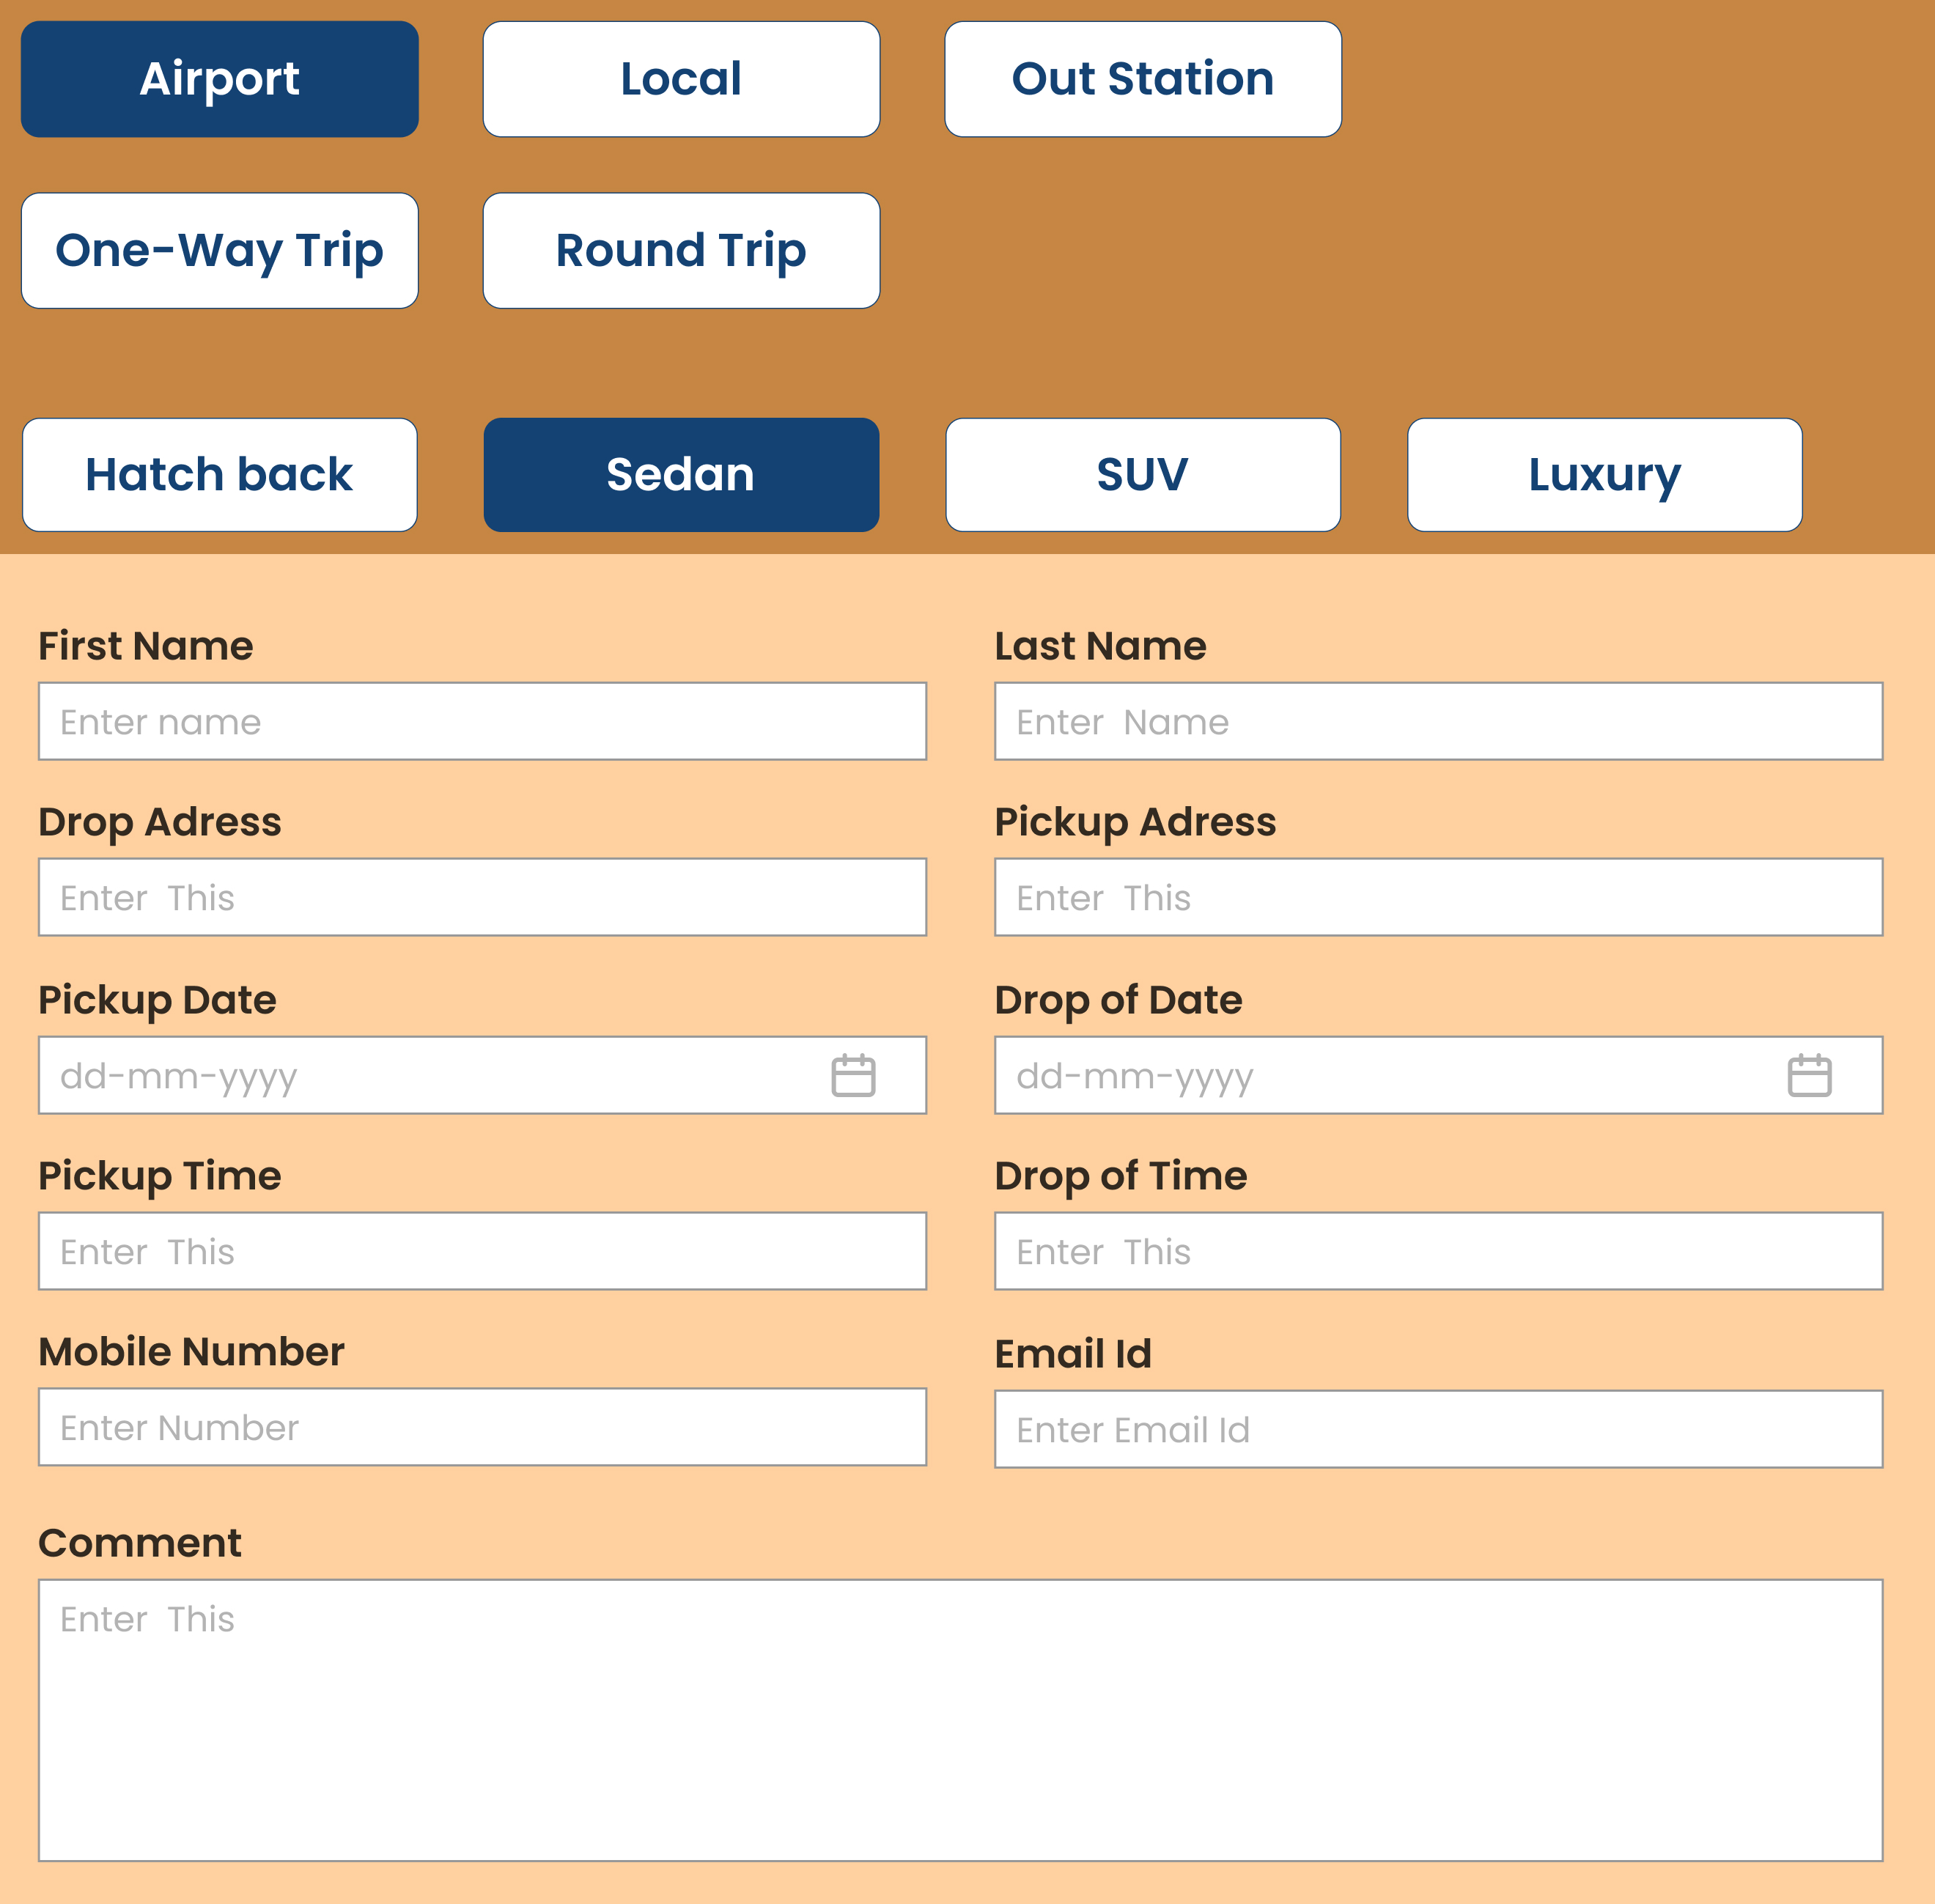 Airport Local Out Station
One-Way Trip Round Trip
Hatch back Sedan SUV Luxury
First Name Last Name
Enter name Enter Name
Drop Adress Pickup Adress
Enter This Enter This
Pickup Date Drop of Date
dd-mm-yyyy dd-mm-yyyy
Pickup Time Drop of Time
Enter This Enter This
Mobile Number Email Id
Enter Number Enter Email Id
Comment
Enter This